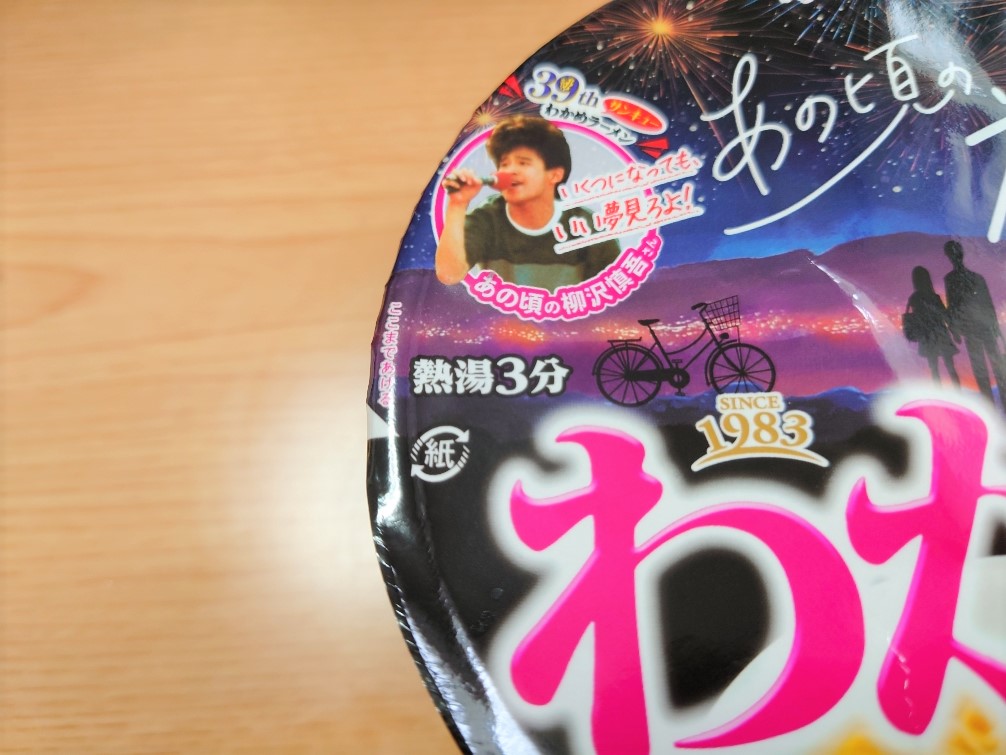 39th サンキュー
わかめラーメン
あの頃の
いくつになっても、
いい夢見ろよ!
あの頃の柳沢慎吾さん
ここまであける
熱湯3分
紙
SINCE
1983
わか